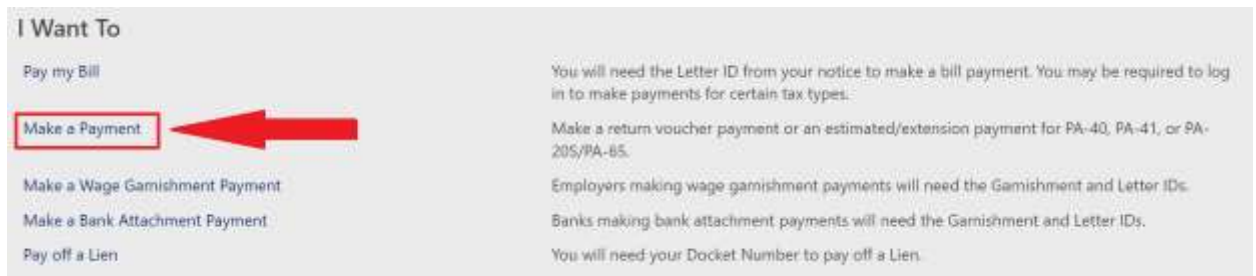 I Want To
Pay my Bill
You will need the Letter ID from your notice to make a bill payment. You may be required to log
in to make payments for certain tax types.
Make a Payment
Make a return voucher payment or an estimated/extension payment for PA-40, PA-41, or PA-
20S/PA-65.
Make a Wage Garnishment Payment
Employers making wage garnishment payments will need the Garnishment and Letter IDs.
Make a Bank Attachment Payment
Banks making bank attachment payments will need the Garnishment and Letter IDs.
Pay off a Lien
You will need your Docket Number to pay off a Lien.